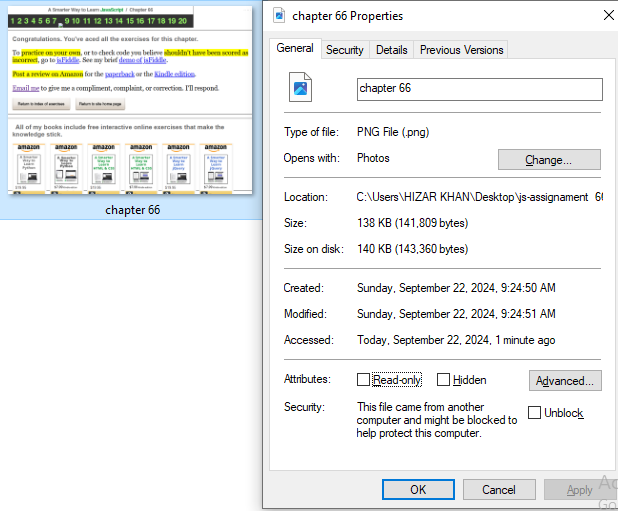 A Smarter Way to Learn JavaScript / Chapter 66
1 2 3 4 5 6 7 9 10 11 12 13 14 15 16 17 18 19 20
Congratulations. You've aced all the exercises for this chapter.
To practice on your own, or to check code you believe shouldn't have been scored as
incorrect, go to jsFiddle. See my brief demo of jsFiddle.
Post a review on Amazon for the paperback or the Kindle edition.
Email me to give me a compliment, complaint, or correction. I'll respond.
Return to index of exercises Return to site home page
All of my books include free interactive online exercises that make the
knowledge stick.
amazon amazon amazon amazon amazon amazon
chapter 66
chapter 66 Properties
General Security Details Previous Versions
chapter 66
Type of file: PNG File (.png)
Opens with: Photos Change...
Location: C:\Users\HIZAR KHAN\Desktop\js-assignament 6
Size: 138 KB (141,809 bytes)
Size on disk: 140 KB (143,360 bytes)
Created: Sunday, September 22, 2024, 9:24:50 AM
Modified: Sunday, September 22, 2024, 9:24:51 AM
Accessed: Today, September 22, 2024, 1 minute ago
Attributes: Read-only Hidden Advanced...
Security: This file came from another
computer and might be blocked to
help protect this computer.
Unblock
OK Cancel Apply